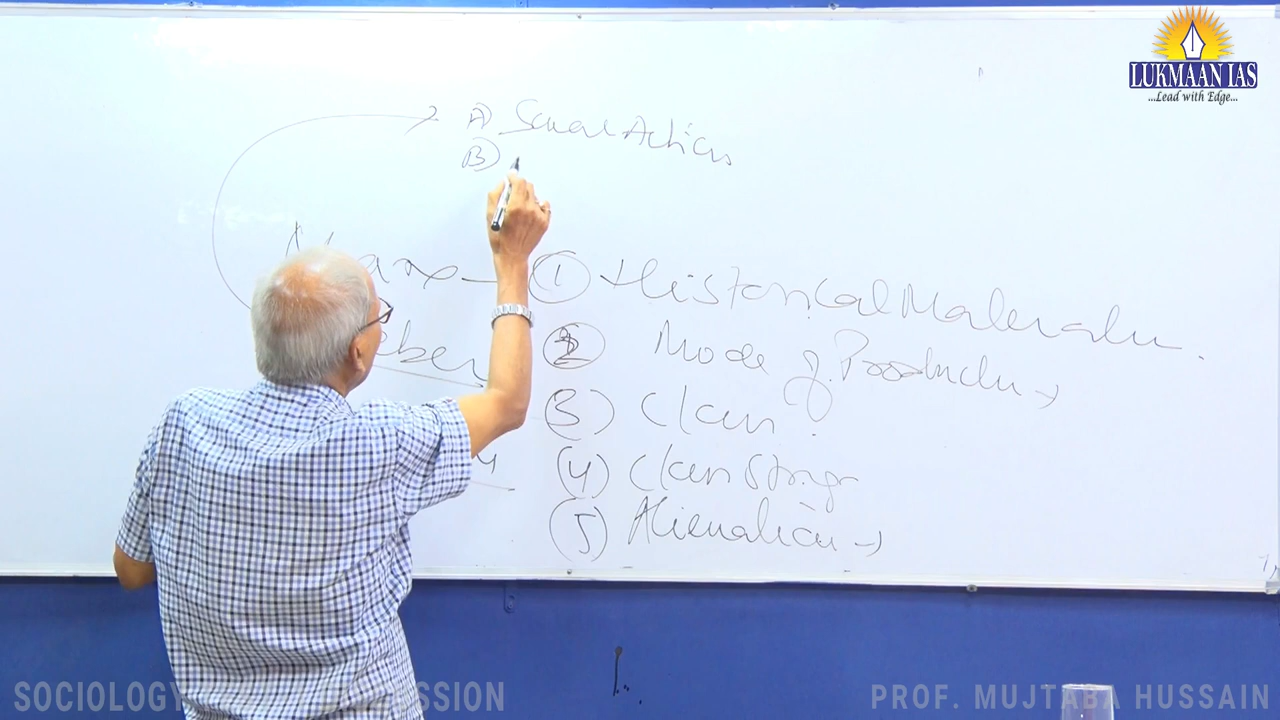 LUKMAAN IAS
...Lead with Edge...
A) Social Action
B)
Marx - 1 Historical Materialism.
2 Mode of Production
3) Class.
(4) Class Struggle
(5) Alienation
SOCIOLOGY
PROF. MUJTABA HUSSAIN